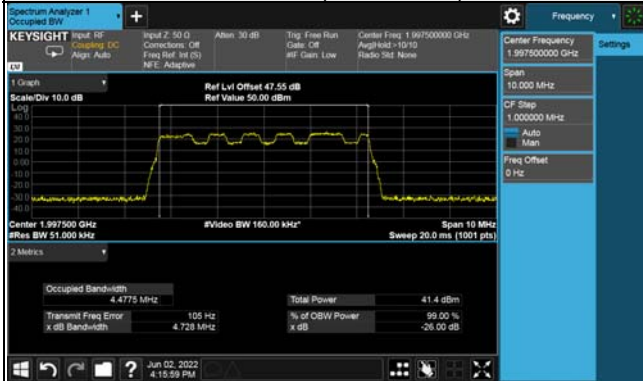 Spectrum Analyzer 1
Occupied BW
+
Frequency
KEYSIGHT
Input: RF
Coupling: DC
Align: Auto
Input Z: 50 Ω
Corrections: Off
Freq Ref: Int (S)
NFE: Adaptive
Atten: 30 dB
Trig: Free Run
Gate: Off
#IF Gain: Low
Center Freq: 1.997500000 GHz
Avg|Hold:>10/10
Radio Std: None
LXI
Center Frequency
1.997500000 GHz
Settings
Span
10.000 MHz
CF Step
1.000000 MHz
Auto
Man
Freq Offset
0 Hz
1 Graph
Scale/Div 10.0 dB
Ref Lvl Offset 47.55 dB
Ref Value 50.00 dBm
Log
40.0
30.0
20.0
10.0
0.00
-10.0
-20.0
-30.0
-40.0
Center 1.997500 GHz
#Res BW 51.000 kHz
#Video BW 160.00 kHz*
Span 10 MHz
Sweep 20.0 ms (1001 pts)
2 Metrics
Occupied Bandwidth
4.4775 MHz
Total Power 41.4 dBm
Transmit Freq Error 105 Hz
% of OBW Power 99.00 %
x dB Bandwidth 4.728 MHz
x dB -26.00 dB
?
Jun 02, 2022
4:15:59 PM